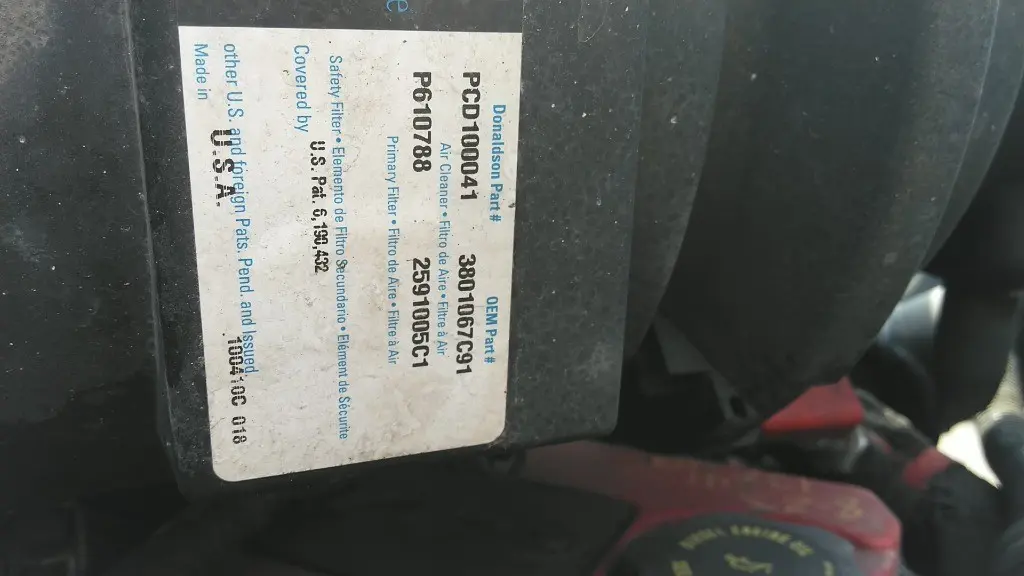 Donaldson Part# OEM Part#
PCD100041 3801067C91
Air Cleaner • Filtro de Aire • Filtre à Air
P610788 2591005C1
Primary Filter • Filtro de Aire • Filtre à Air
Safety Filter • Elemento de Filtro Secundario • Elément de Sécurite
U.S. Pat. 6,190,432
Covered by
other U.S. and foreign Pats. Pend. and Issued
100410C 018
Made in U.S.A.
ENGINE